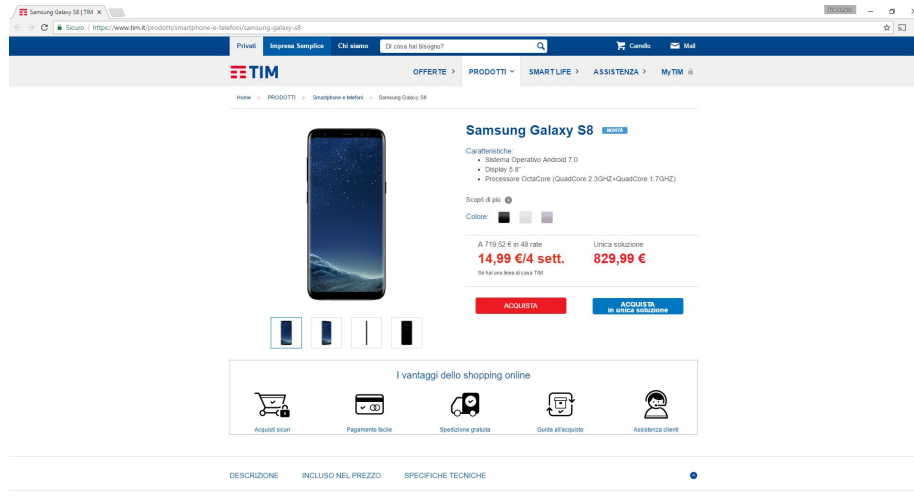 Samsung Galaxy S8 | TIM
Sicuro | https://www.tim.it/prodotti/smartphone-e-telefoni/samsung-galaxy-s8
Privati Impresa Semplice Chi siamo Di cosa hai bisogno? Carrello Mail
TIM OFFERTE > PRODOTTI SMART LIFE > ASSISTENZA > MyTIM
Home > PRODOTTI > Smartphone e telefoni > Samsung Galaxy S8
Samsung Galaxy S8 NOVITÀ
Caratteristiche:
• Sistema Operativo Android 7.0
• Display 5.8"
• Processore OctaCore (QuadCore 2.3GHZ+QuadCore 1.7GHZ)
Scopri di più
Colore:
A 719,52 € in 48 rate Unica soluzione
14,99 €/4 sett. 829,99 €
Se hai una linea di casa TIM
ACQUISTA ACQUISTA
in unica soluzione
I vantaggi dello shopping online
Acquisti sicuri Pagamento facile Spedizione gratuita Guida all'acquisto Assistenza clienti
DESCRIZIONE INCLUSO NEL PREZZO SPECIFICHE TECNICHE